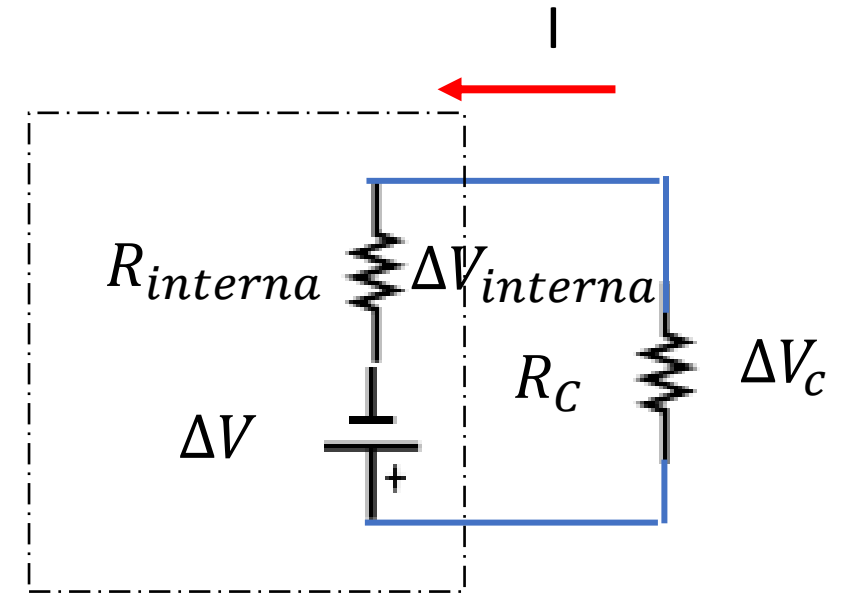 I
R_interna ΔV_interna
R_C ΔV_c
ΔV
+